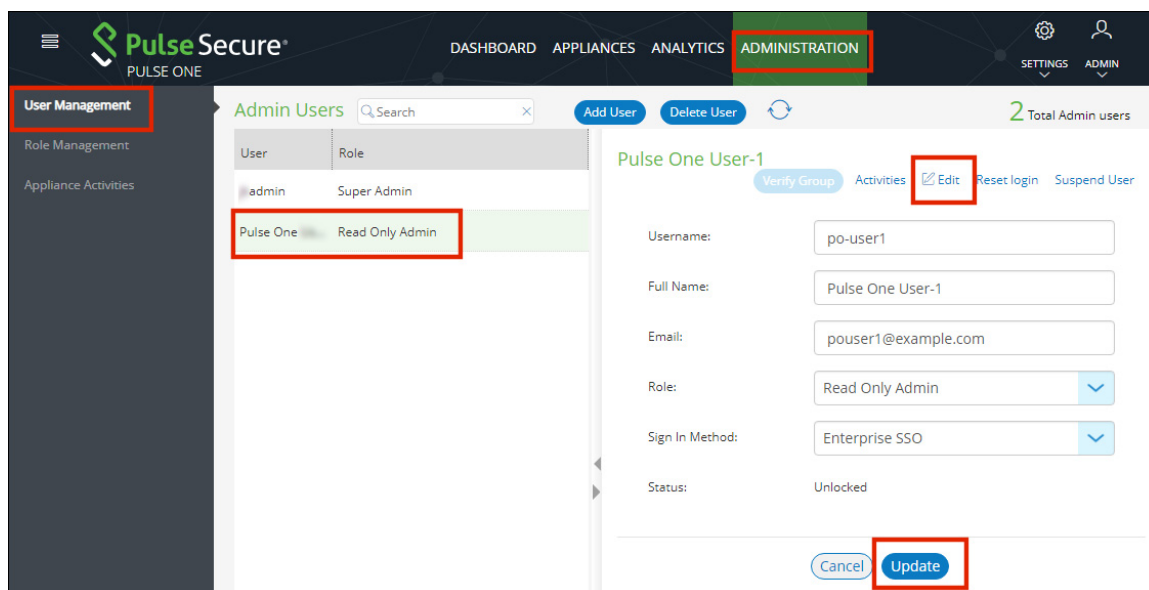 Pulse Secure®
PULSE ONE
DASHBOARD APPLIANCES ANALYTICS ADMINISTRATION
SETTINGS ADMIN
User Management
Role Management
Appliance Activities
Admin Users Search Add User Delete User 2 Total Admin users
User Role
admin Super Admin
Pulse One Read Only Admin
Pulse One User-1
Verify Group Activities Edit Reset login Suspend User
Username: po-user1
Full Name: Pulse One User-1
Email: pouser1@example.com
Role: Read Only Admin
Sign In Method: Enterprise SSO
Status: Unlocked
Cancel Update